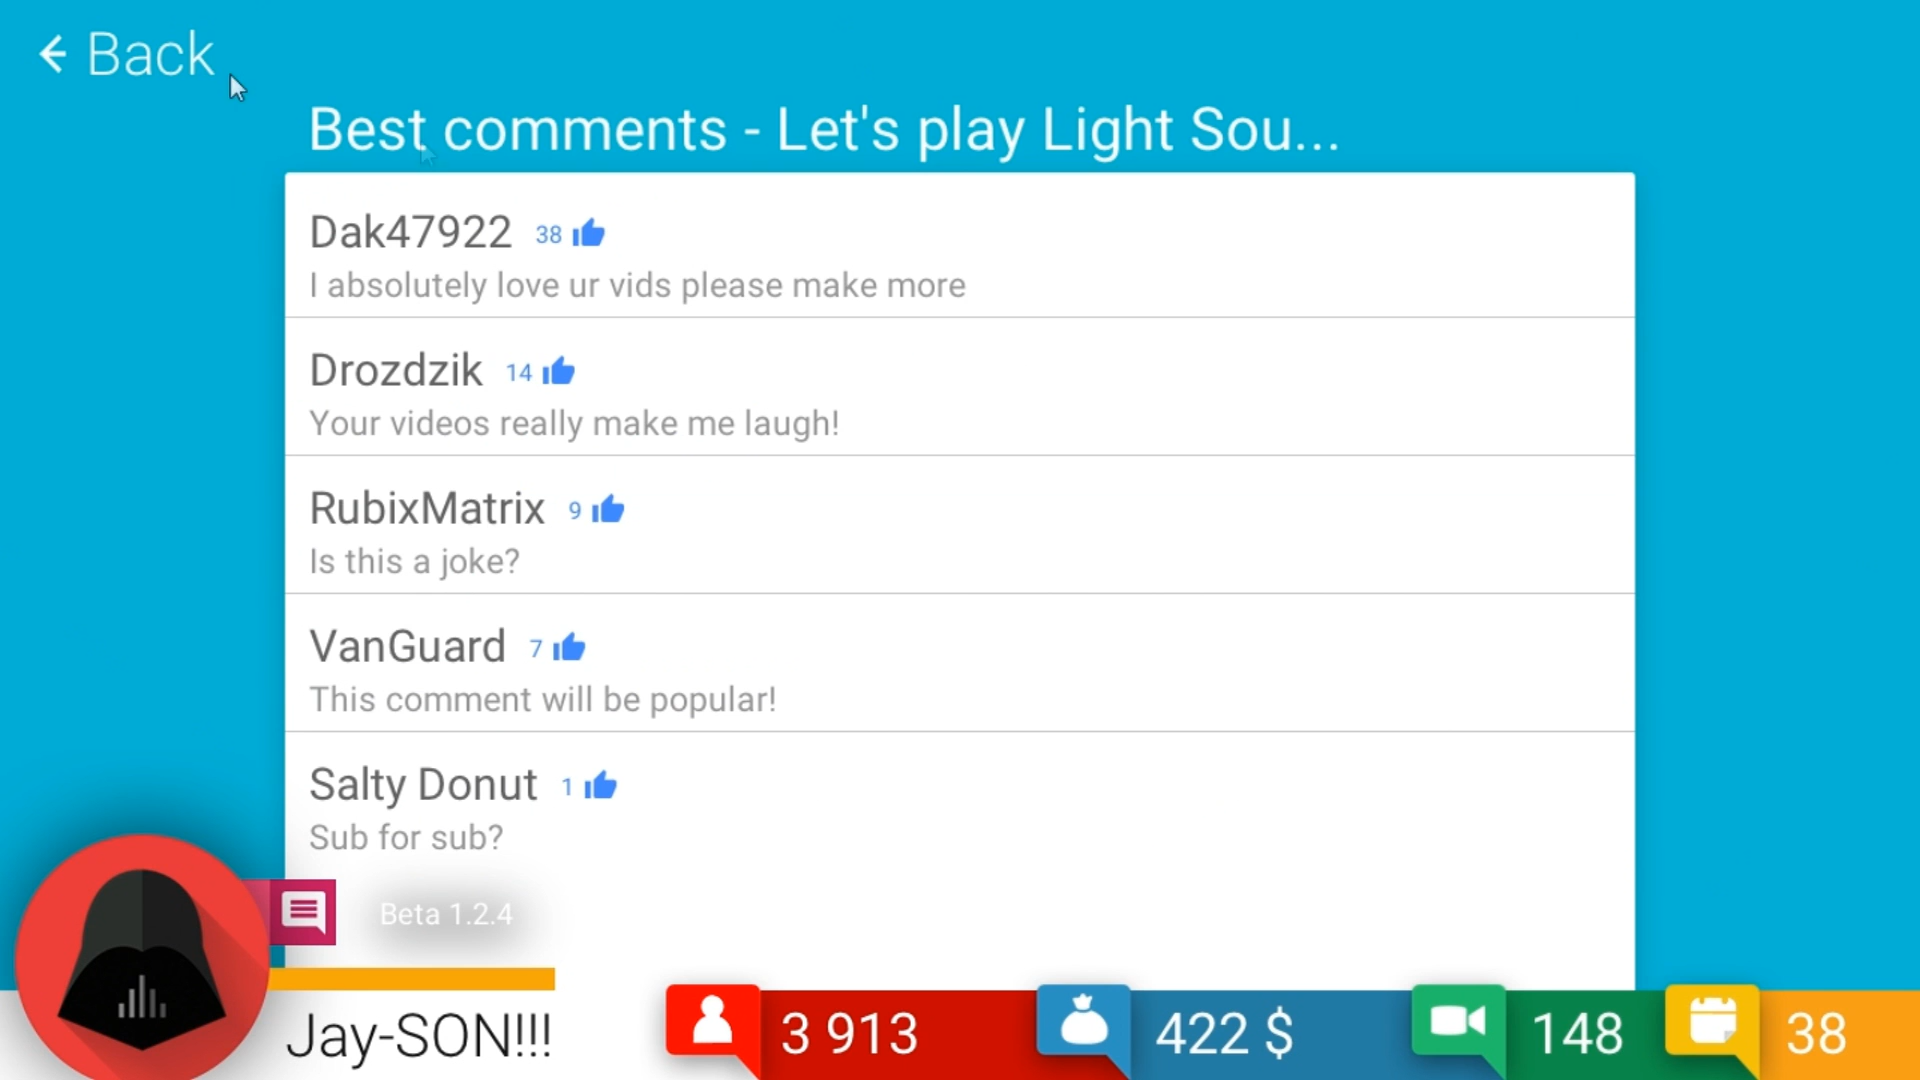 Back
Best comments - Let's play Light Sou...
Dak47922 38
I absolutely love ur vids please make more
Drozdzik 14
Your videos really make me laugh!
RubixMatrix 9
Is this a joke?
VanGuard 7
This comment will be popular!
Salty Donut 1
Sub for sub?
Beta 1.2.4
Jay-SON!!! 3 913 422 $ 148 38